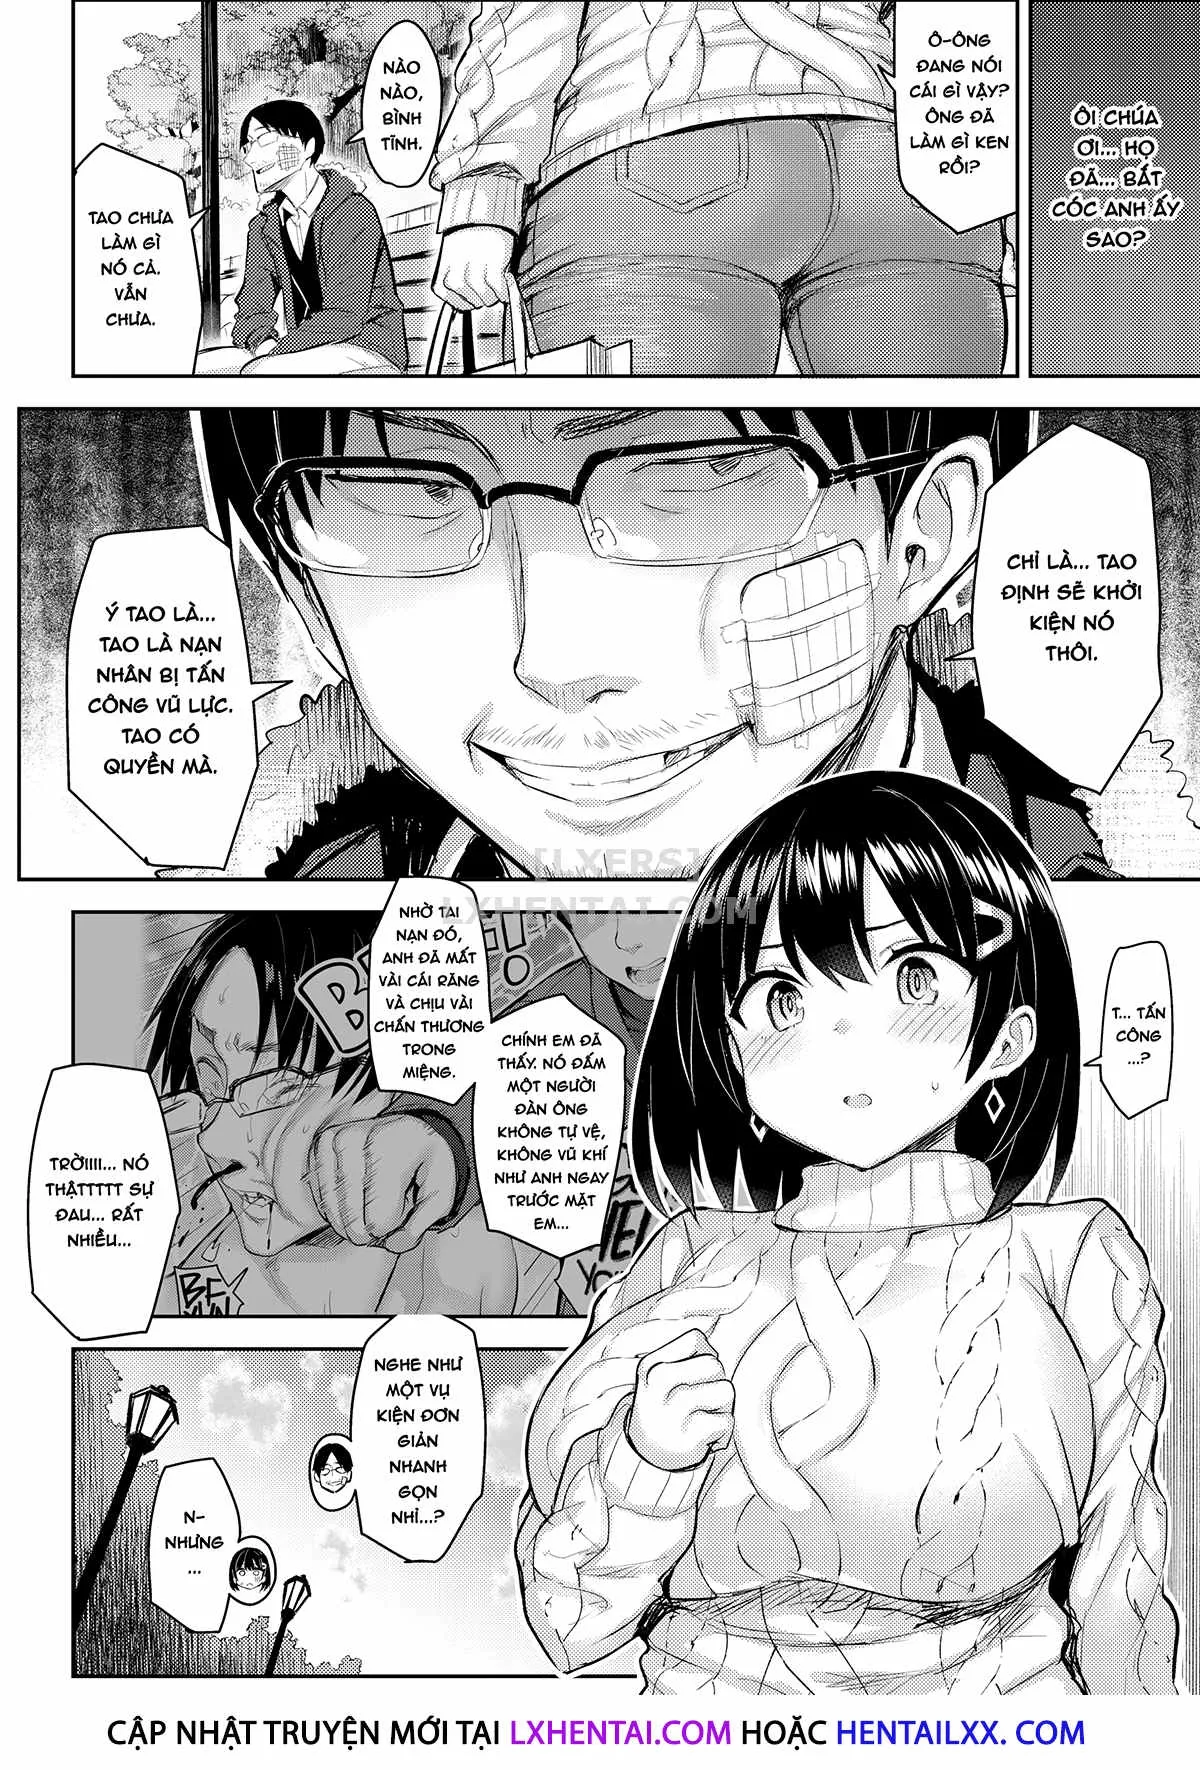 ÔI CHÚA
ƠI... HỌ
ĐÃ... BẮT
CÓC ANH ẤY
SAO?
Ô-ÔNG
ĐANG NÓI
CÁI GÌ VẬY?
ÔNG ĐÃ
LÀM GÌ KEN
RỒI?
NÀO
NÀO,
BÌNH
TĨNH.
TAO CHƯA
LÀM GÌ
NÓ CẢ.
VẪN
CHƯA.
CHỈ LÀ... TAO
ĐỊNH SẼ KHỞI
KIỆN NÓ
THÔI.
Ý TAO LÀ...
TAO LÀ NẠN
NHÂN BỊ TẤN
CÔNG VŨ LỰC.
TAO CÓ
QUYỀN MÀ.
[LXERS]
LXHENTAI.COM
T... TẤN
CÔNG
...?
CHÍNH EM ĐÃ
THẤY. NÓ ĐẤM
MỘT NGƯỜI
ĐÀN ÔNG
KHÔNG TỰ VỆ,
KHÔNG VŨ KHÍ
NHƯ ANH NGAY
TRƯỚC MẶT
EM...
NHỜ TAI
NẠN ĐÓ,
ANH ĐÃ MẤT
VÀI CÁI RĂNG
VÀ CHỊU VÀI
CHẤN THƯƠNG
TRONG
MIỆNG.
TRỜIIII... NÓ
THẬTTTTT SỰ
ĐAU... RẤT
NHIỀU...
NGHE NHƯ
MỘT VỤ
KIỆN ĐƠN
GIẢN
NHANH
GỌN
NHỈ...?
N-
NHƯNG
...
CẬP NHẬT TRUYỆN MỚI TẠI LXHENTAI.COM HOẶC HENTAILXX. COM